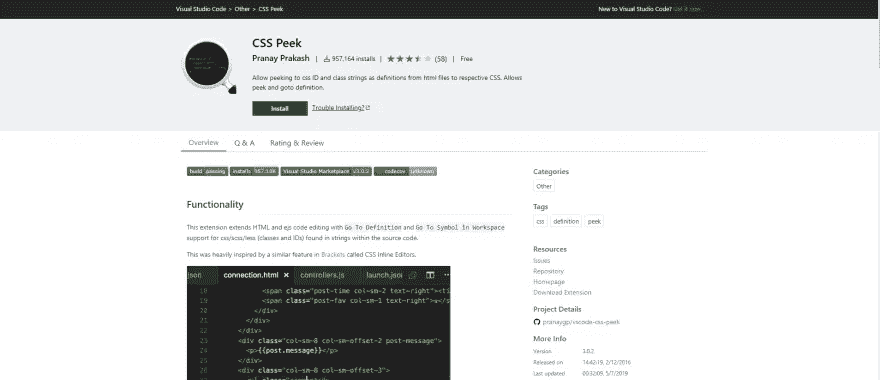 Visual Studio Code > Other > CSS Peek
New to Visual Studio Code? Get it now.
CSS Peek
Pranay Prakash | 957,164 installs | (58) | Free
Allow peeking to css ID and class strings as definitions from html files to respective CSS. Allows
peek and goto definition.
Install Trouble Installing?
Overview Q & A Rating & Review
build passing installs Visual Studio Marketplace v3.0.2 codecov unknown
Categories
Other
Tags
css definition peek
Functionality
This extension extends HTML and ejs code editing with Go To Definition and Go To Symbol in Workspace
support for css/scss/less (classes and IDs) found in strings within the source code.
This was heavily inspired by a similar feature in Brackets called CSS Inline Editors.
Resources
Issues
Repository
Homepage
Download Extension
Project Details
pranaygp/vscode-css-peek
More Info
Version 3.0.2
Released on 2/12/2016
Last updated 5/7/2019
json connection.html × controllers.js launch.json
18 <span class="post-time col-sm-2 text-right"><ti
19 <span class="post-fav col-sm-1 text-right">
20 </div>
21 </div>
22 </div>
23 <div class="col-sm-8 col-sm-offset-2 post-message">
24 <p>{{post.message}}</p>
25 </div>
26 <div class="col-sm-8 col-sm-offset-3">